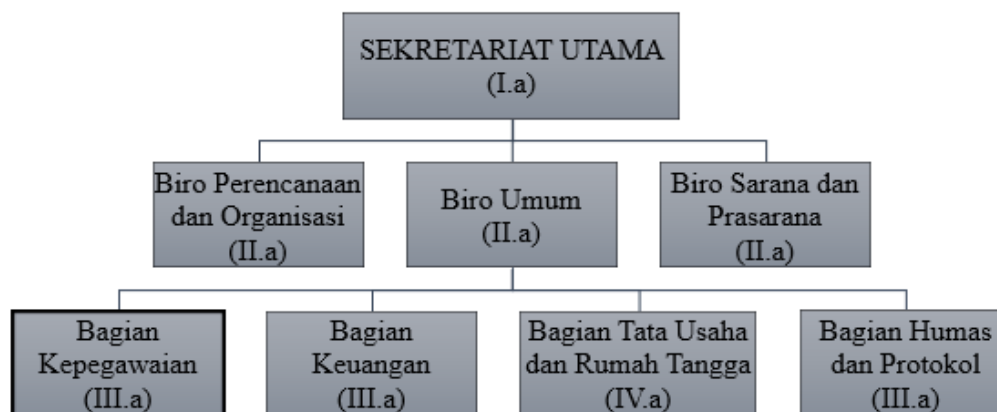 SEKRETARIAT UTAMA
(I.a)
Biro Perencanaan
dan Organisasi
(II.a)
Biro Umum
(II.a)
Biro Sarana dan
Prasarana
(II.a)
Bagian
Kepegawaian
(III.a)
Bagian
Keuangan
(III.a)
Bagian Tata Usaha
dan Rumah Tangga
(IV.a)
Bagian Humas
dan Protokol
(III.a)